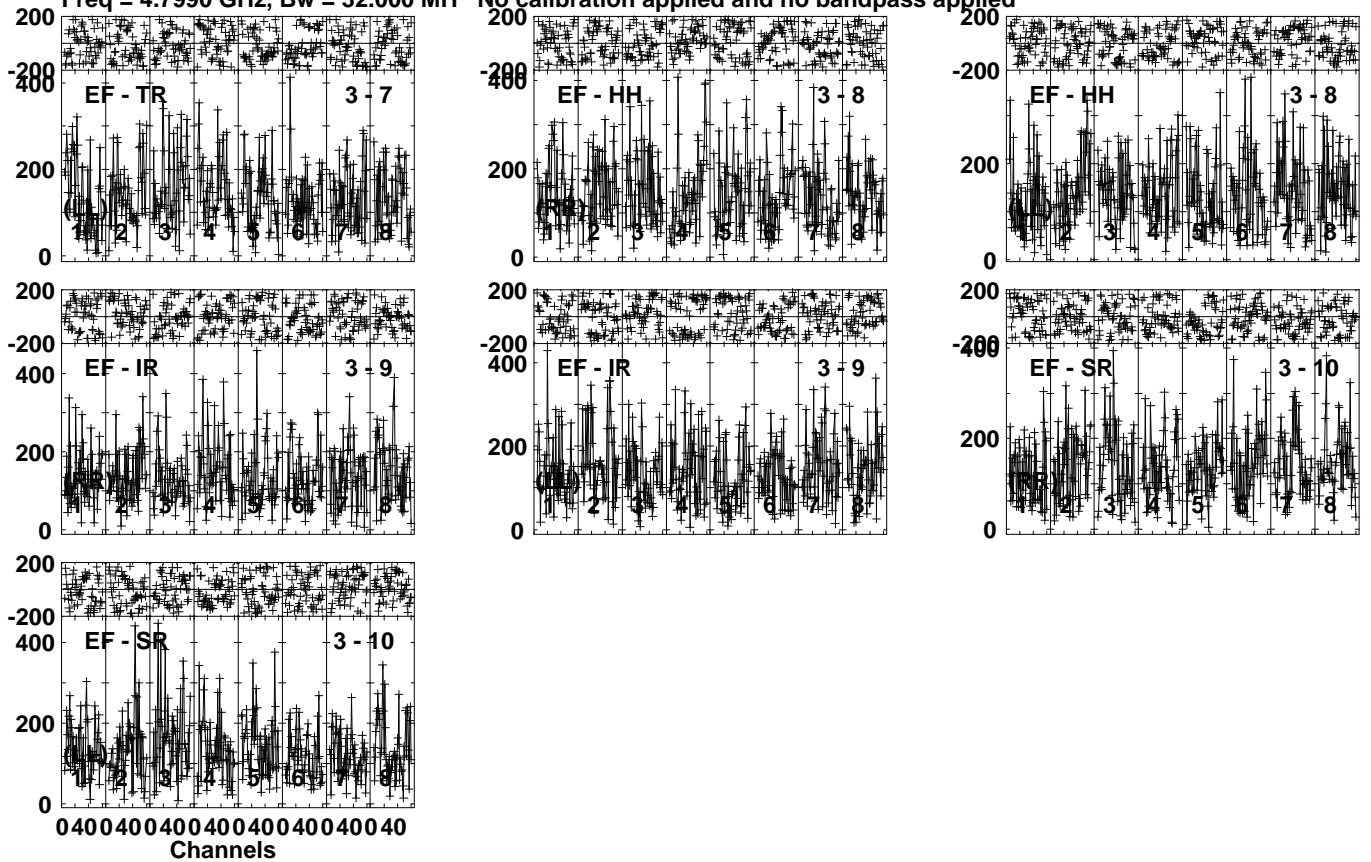 Freq = 4.7990 GHz, Bw = 32.000 MH No calibration applied and no bandpass applied
200 200 200
-200 -200 -200
400 400
EF - TR 3 - 7 EF - HH 3 - 8 EF - HH 3 - 8
200 200 200
(LL) (RR) (LL)
1 2 3 4 5 6 7 8 1 2 3 4 5 6 7 8 1 2 3 4 5 6 7 8
0 0 0
200 200 200
-200 -200 -200
400 400 400
EF - IR 3 - 9 EF - IR 3 - 9 EF - SR 3 - 10
200 200 200
(RR) (LL) (RR)
1 2 3 4 5 6 7 8 1 2 3 4 5 6 7 8 1 2 3 4 5 6 7 8
0 0 0
200
-200
EF - SR 3 - 10
400
200
(LL)
1 2 3 4 5 6 7 8
0
0 40 0 40 0 40 0 40 0 40 0 40 0 40 0 40
Channels